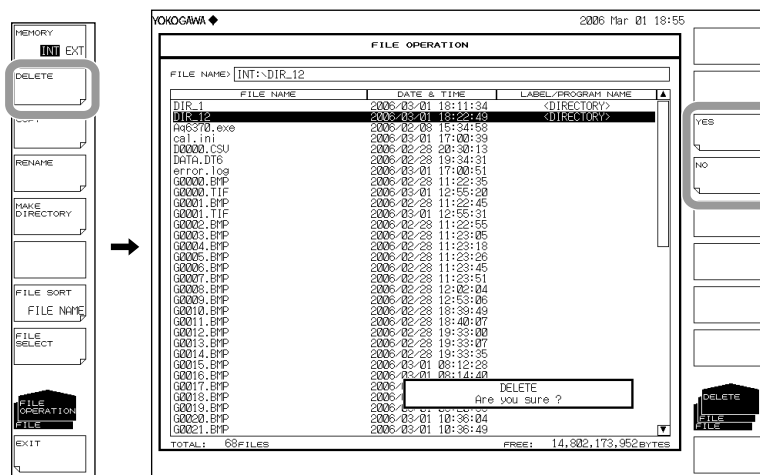 MEMORY
INT EXT
DELETE
COPY
RENAME
MAKE
DIRECTORY
FILE SORT
FILE NAME
FILE
SELECT
FILE
OPERATION
FILE
EXIT
YOKOGAWA 2006 Mar 01 18:55
FILE OPERATION
FILE NAME> INT:\DIR_12
FILE NAME DATE & TIME LABEL/PROGRAM NAME
DIR_1 2006/03/01 18:11:34 <DIRECTORY>
DIR_12 2006/03/01 18:22:49 <DIRECTORY>
Aq6370.exe 2006/02/08 15:34:58
cal.ini 2006/03/01 17:00:39
D0000.CSV 2006/02/28 20:30:13
DATA.DT6 2006/02/28 19:34:31
error.log 2006/03/01 17:00:51
G0000.BMP 2006/02/28 11:22:35
G0000.TIF 2006/03/01 12:55:20
G0001.BMP 2006/02/28 11:22:45
G0001.TIF 2006/03/01 12:55:31
G0002.BMP 2006/02/28 11:22:55
G0003.BMP 2006/02/28 11:23:05
G0004.BMP 2006/02/28 11:23:18
G0005.BMP 2006/02/28 11:23:26
G0006.BMP 2006/02/28 11:23:45
G0007.BMP 2006/02/28 11:23:51
G0008.BMP 2006/02/28 12:02:04
G0009.BMP 2006/02/28 12:53:06
G0010.BMP 2006/02/28 18:39:49
G0011.BMP 2006/02/28 18:40:07
G0012.BMP 2006/02/28 19:33:00
G0013.BMP 2006/02/28 19:33:07
G0014.BMP 2006/02/28 19:33:35
G0015.BMP 2006/03/01 08:12:28
G0016.BMP 2006/03/01 08:14:40
G0017.BMP 2006/
G0018.BMP 2006/
G0019.BMP
G0020.BMP 2006/03/01 10:36:04
G0021.BMP 2006/03/01 10:36:49
DELETE
Are you sure ?
TOTAL: 68FILES FREE: 14,802,173,952BYTES
YES
NO
DELETE
FILE
FILE